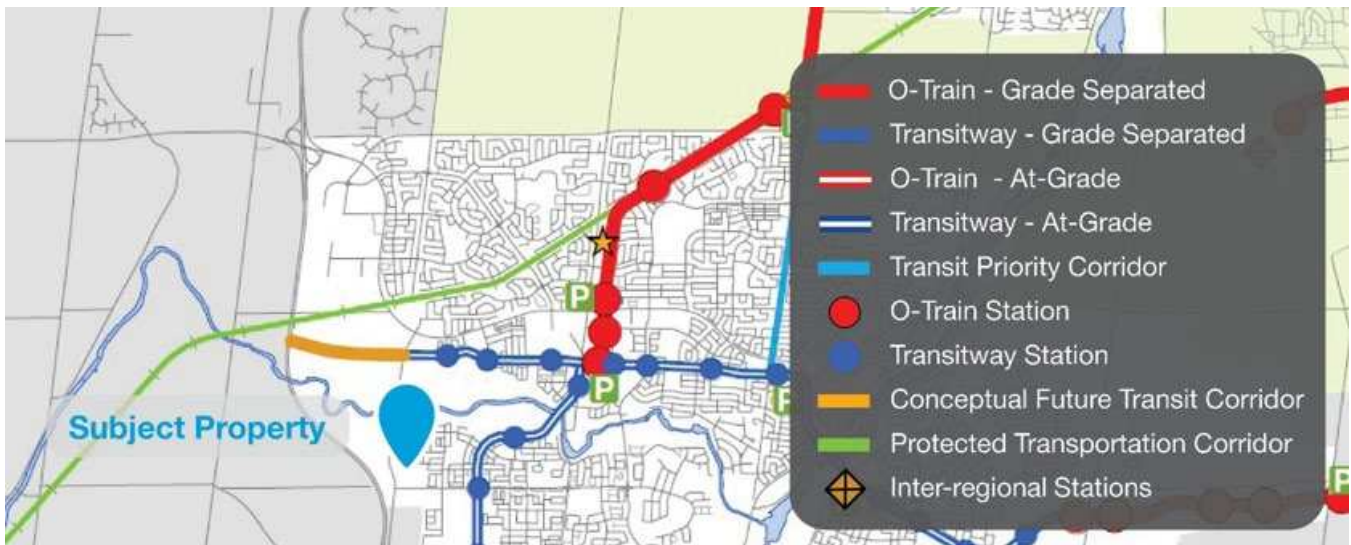 O-Train - Grade Separated
Transitway - Grade Separated
O-Train - At-Grade
Transitway - At-Grade
Transit Priority Corridor
O-Train Station
Transitway Station
Conceptual Future Transit Corridor
Protected Transportation Corridor
Inter-regional Stations
P
P
P
P
Subject Property